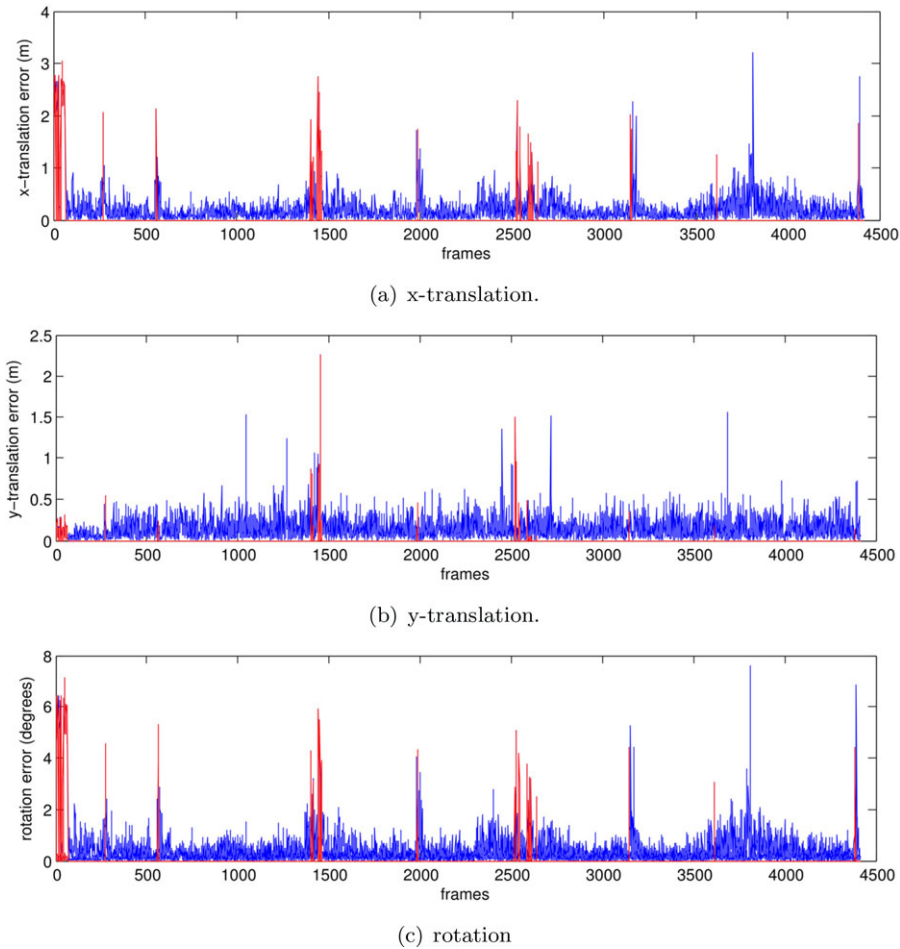 4
3
2
1
0
x-translation error (m)
0 500 1000 1500 2000 2500 3000 3500 4000 4500
frames
(a) x-translation.
2.5
2
1.5
1
0.5
0
y-translation error (m)
0 500 1000 1500 2000 2500 3000 3500 4000 4500
frames
(b) y-translation.
8
6
4
2
0
rotation error (degrees)
0 500 1000 1500 2000 2500 3000 3500 4000 4500
frames
(c) rotation